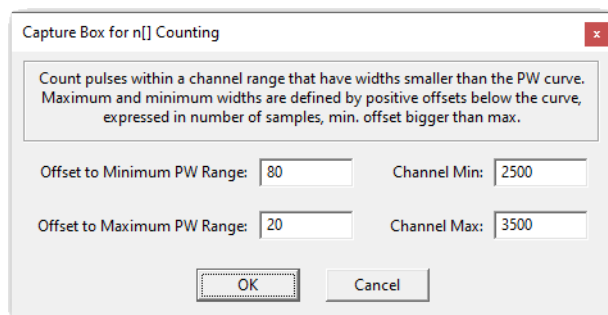 Capture Box for n[] Counting
x
Count pulses within a channel range that have widths smaller than the PW curve.
Maximum and minimum widths are defined by positive offsets below the curve,
expressed in number of samples, min. offset bigger than max.
Offset to Minimum PW Range: 80 Channel Min: 2500
Offset to Maximum PW Range: 20 Channel Max: 3500
OK Cancel